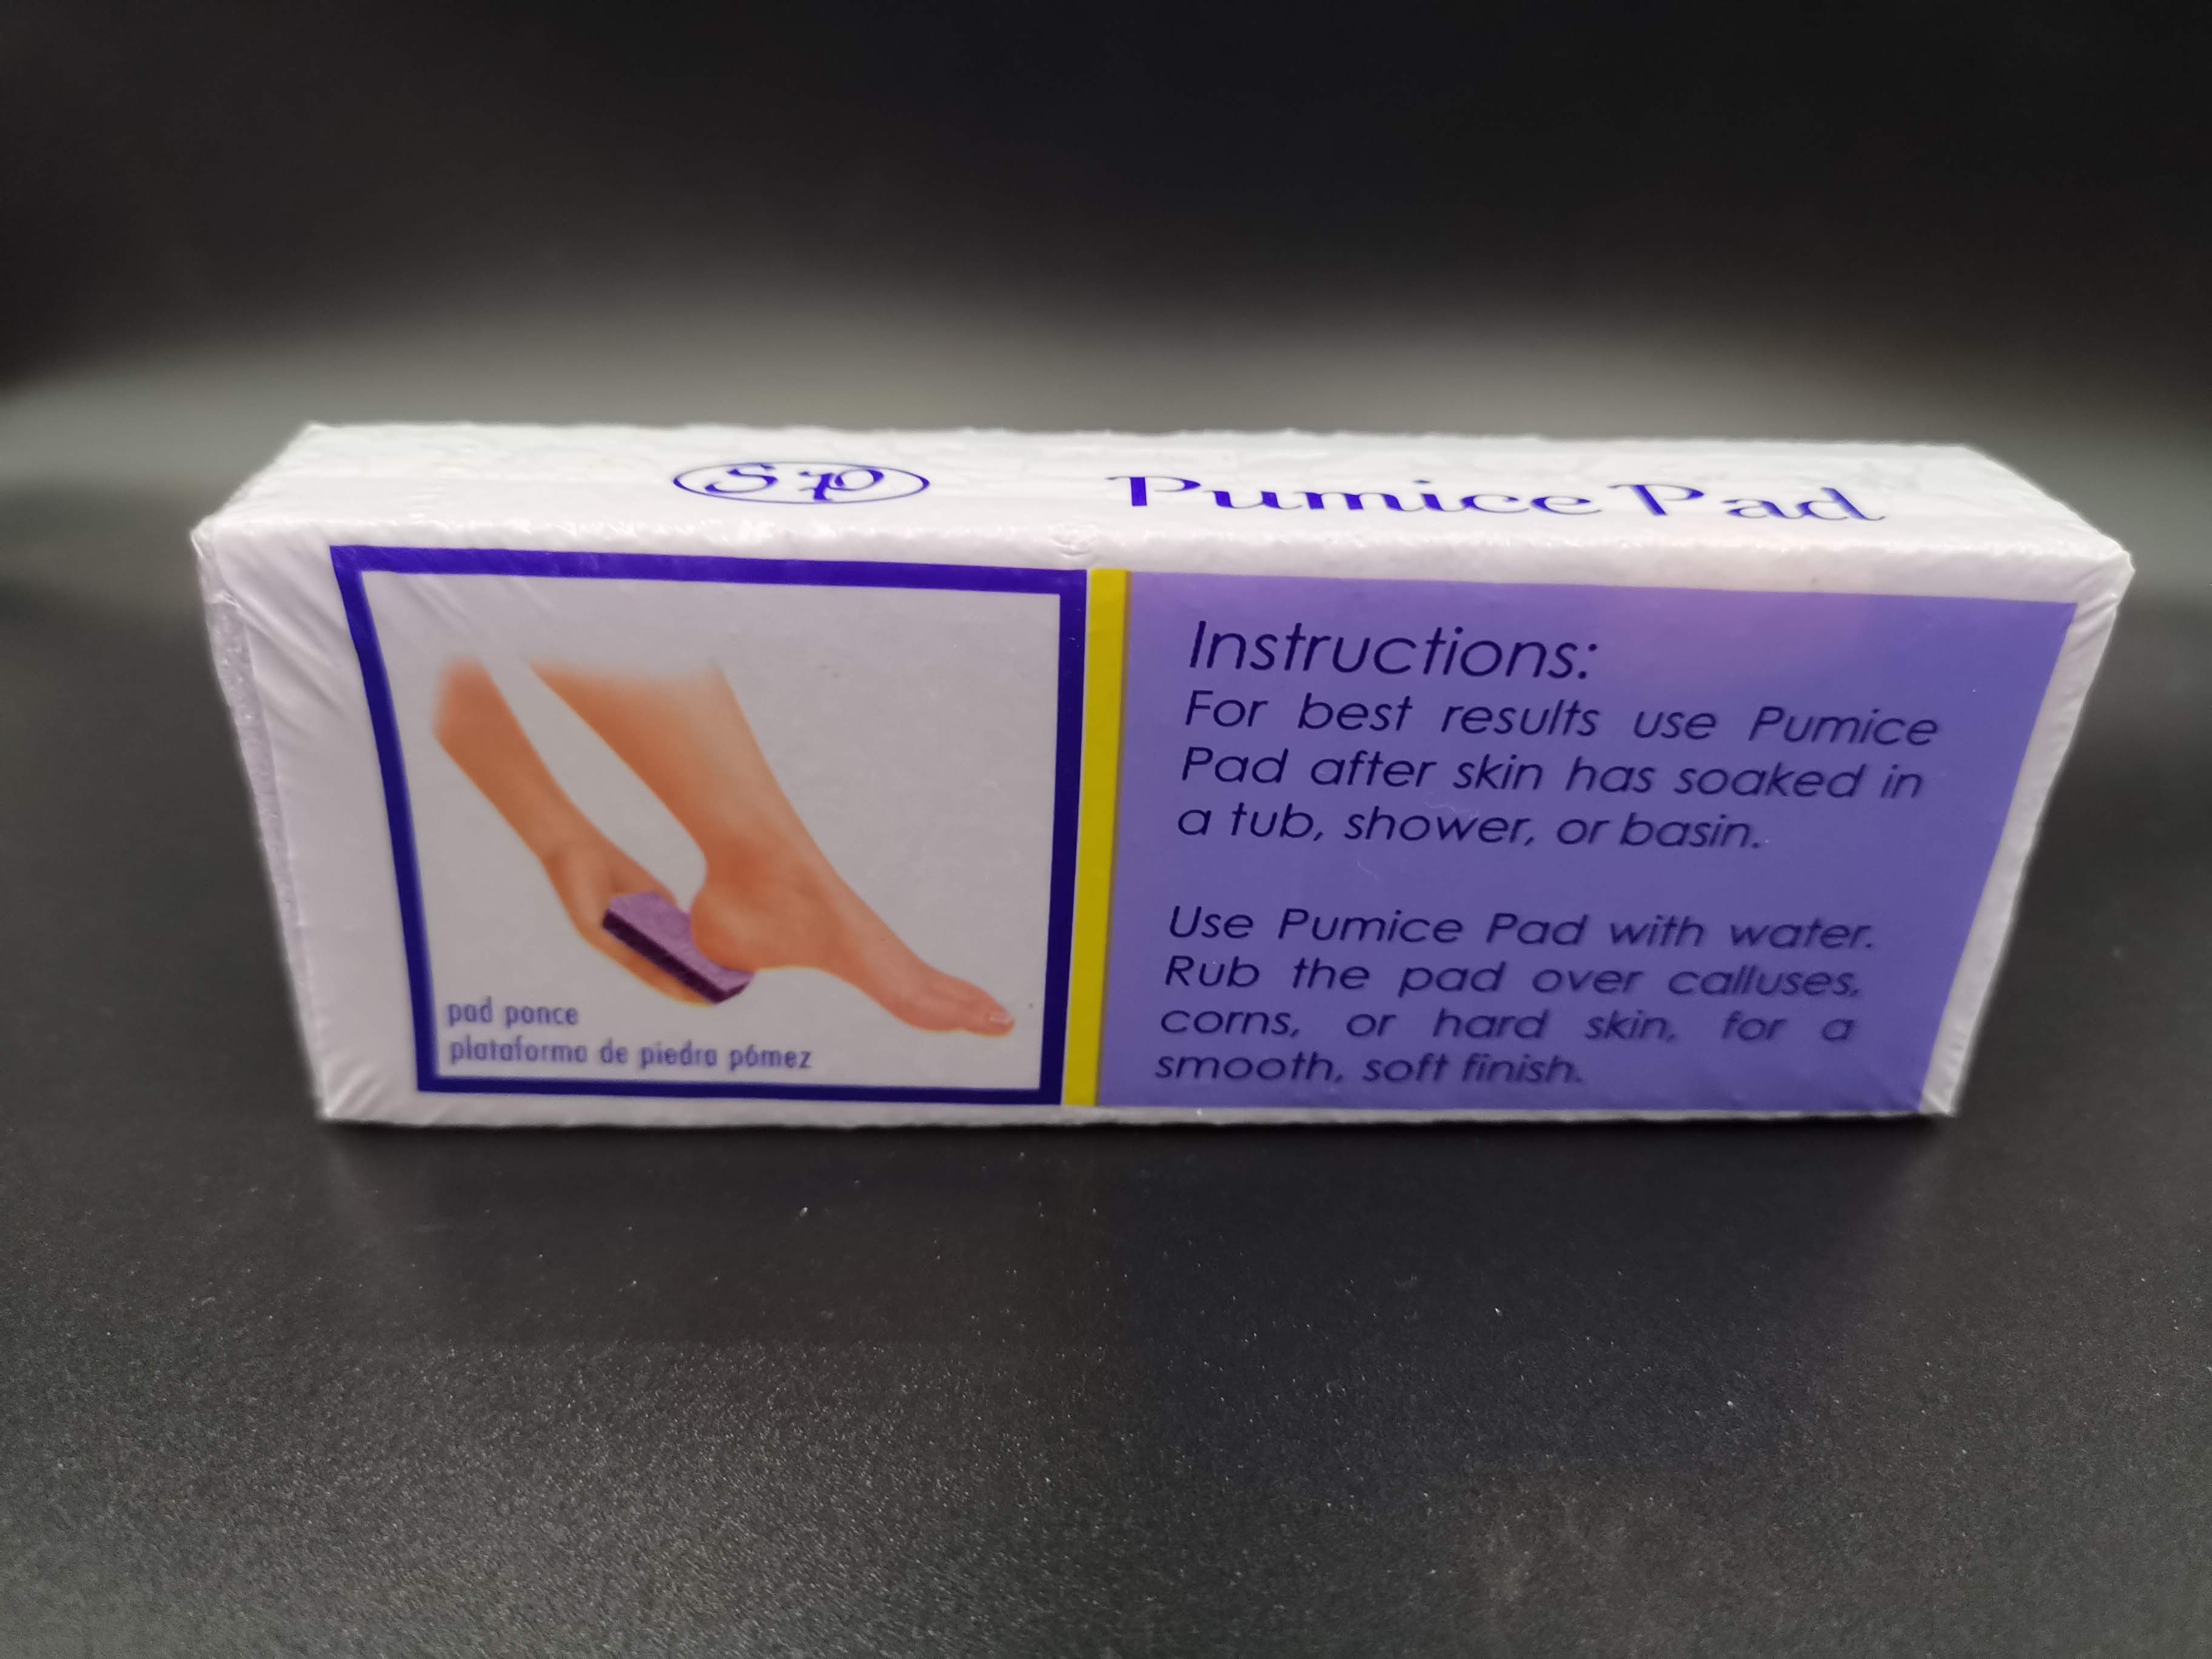 SP Pumice Pad
pad ponce
plataforma de piedra pómez
Instructions:
For best results use Pumice
Pad after skin has soaked in
a tub, shower, or basin.
Use Pumice Pad with water.
Rub the pad over calluses,
corns, or hard skin, for a
smooth, soft finish.